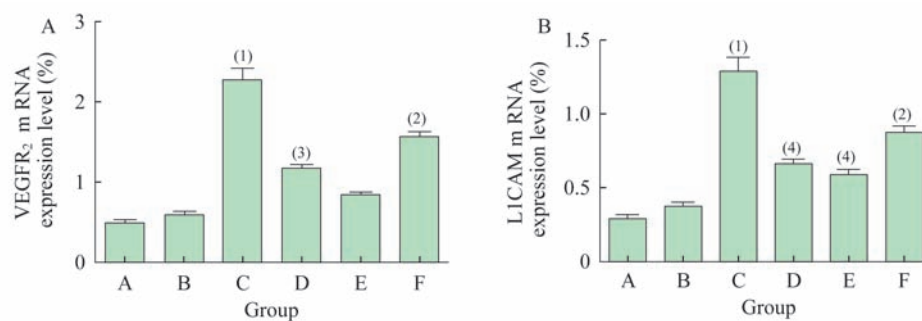 A
VEGFR₂ m RNA
expression level (%)
3
2
1
0
(1)
(3)
(2)
A B C D E F
Group
B
L1CAM m RNA
expression level (%)
1.5
1.0
0.5
0
(1)
(4)
(4)
(2)
A B C D E F
Group